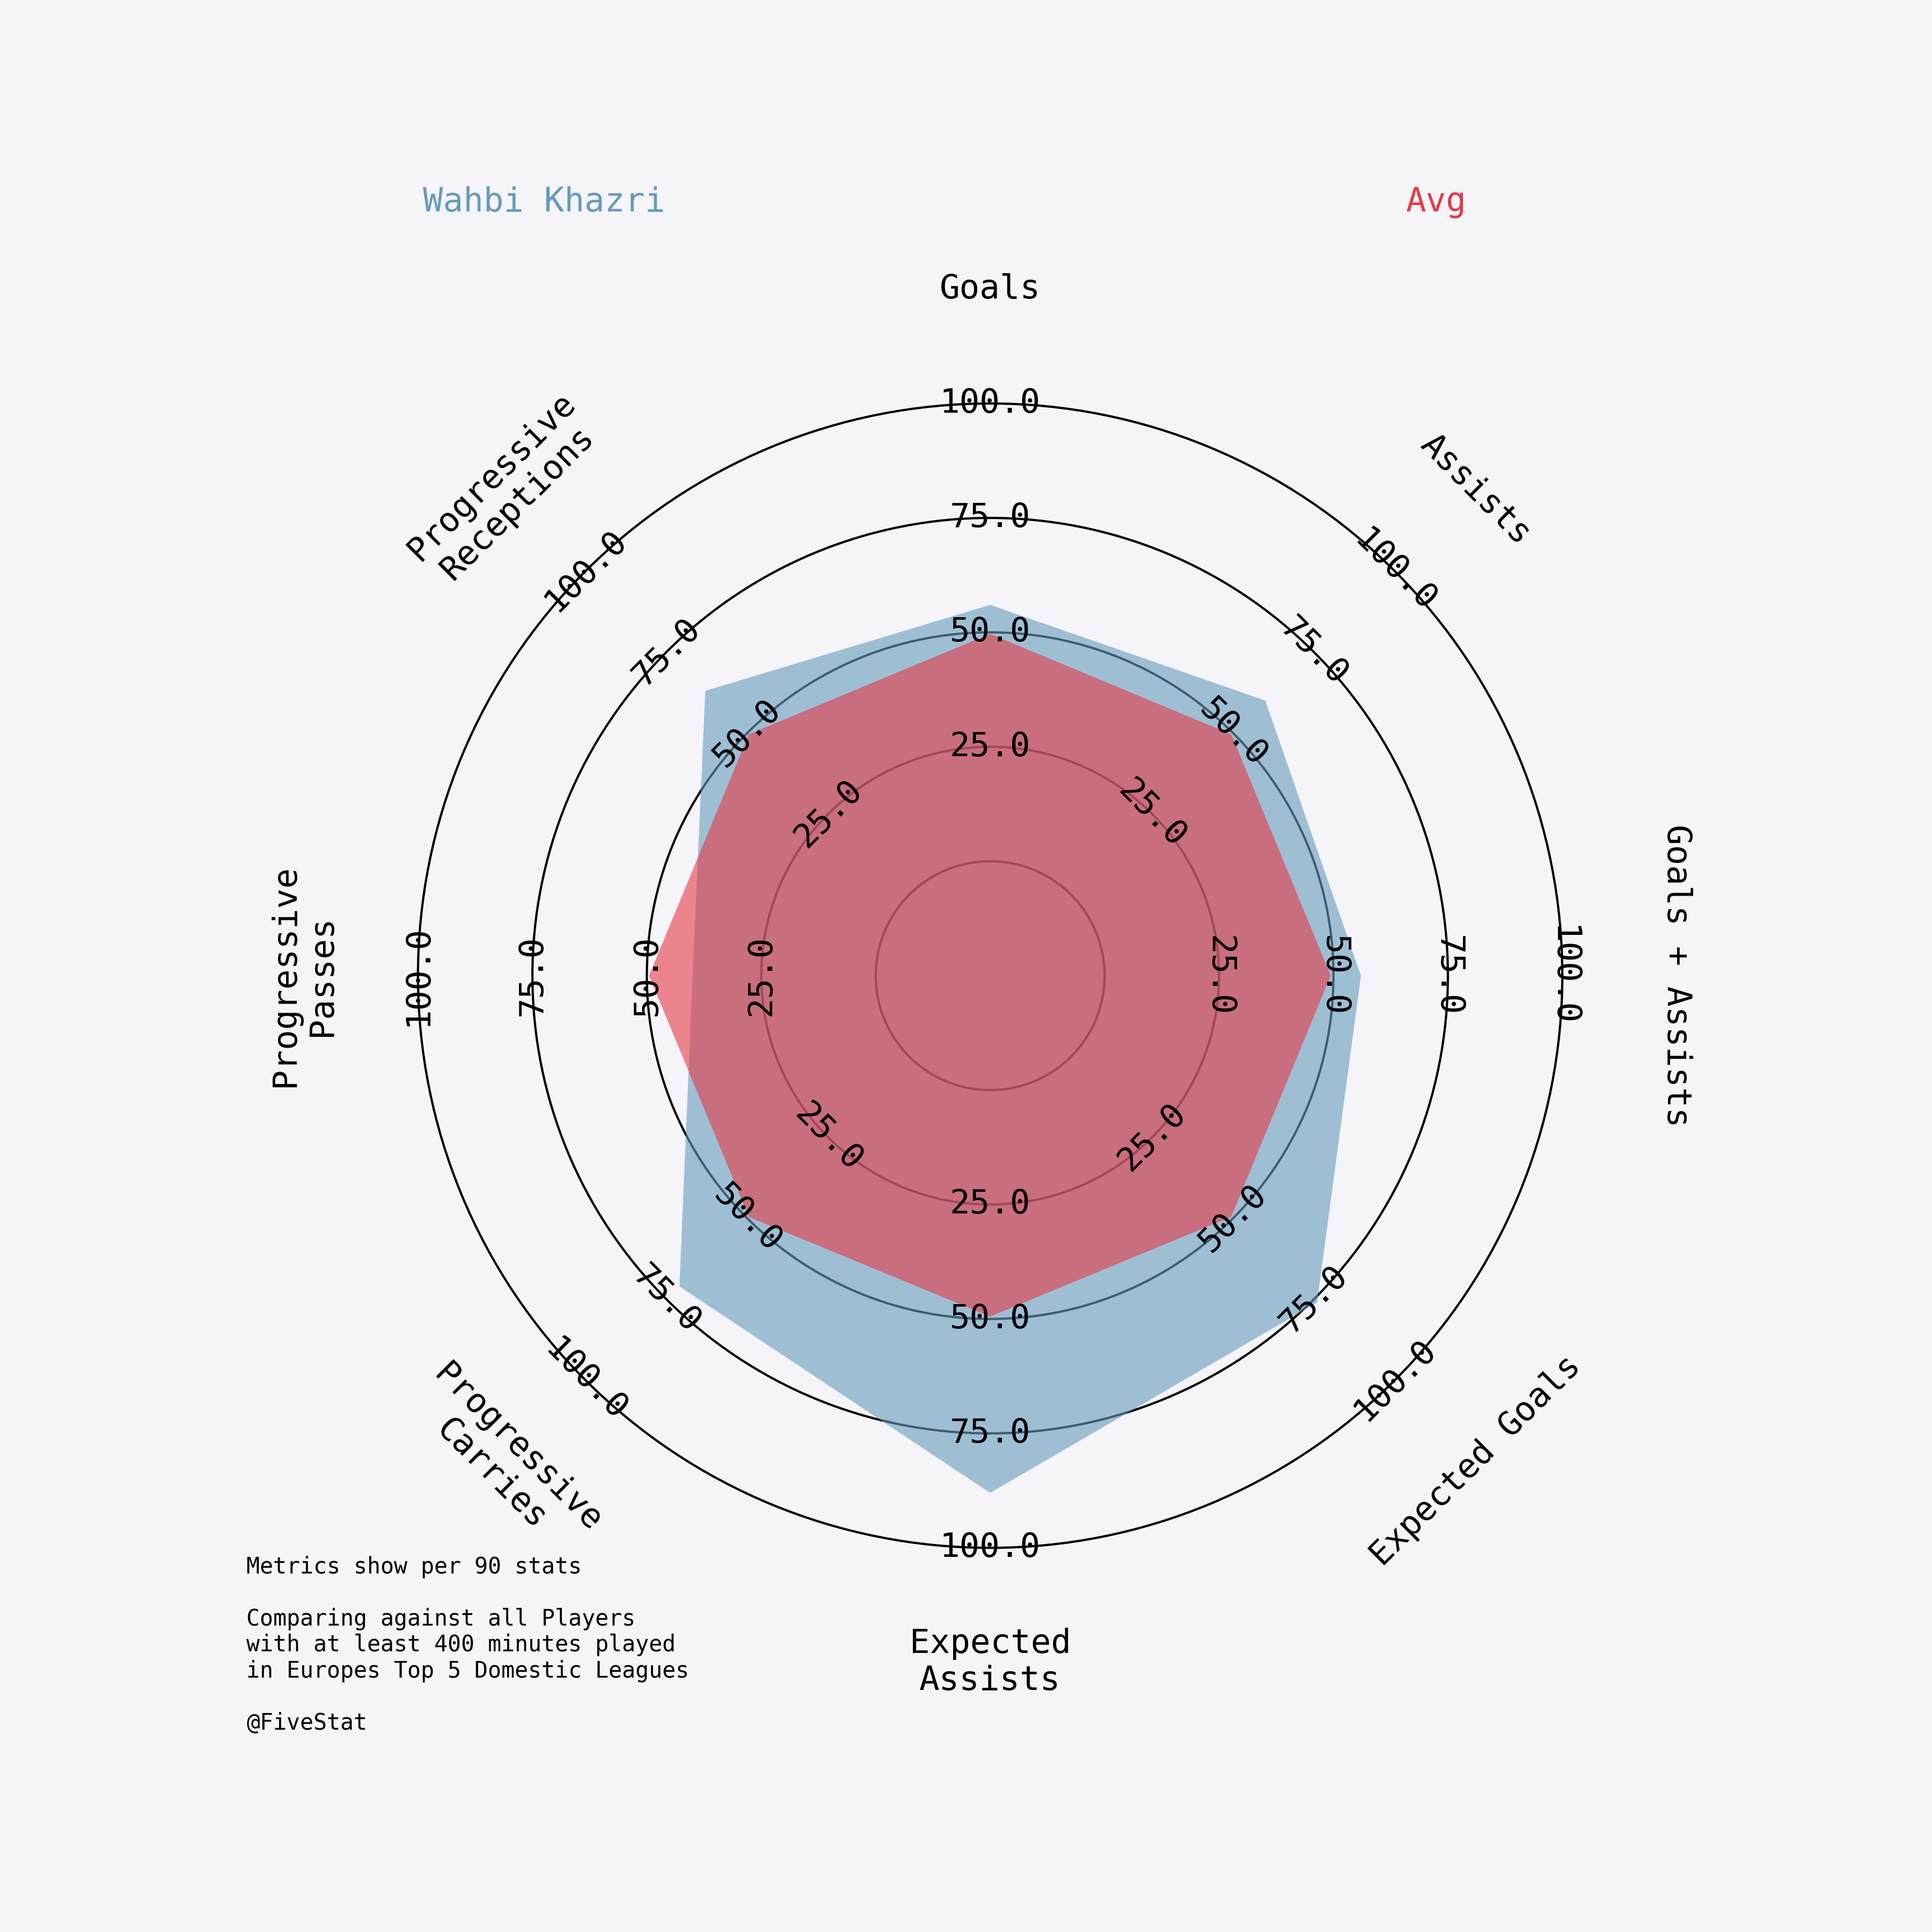 Wahbi Khazri
Avg
Goals
Assists
Goals + Assists
Expected Goals
Expected
Assists
Progressive
Carries
Progressive
Passes
Progressive
Receptions
25.0
50.0
75.0
100.0
25.0
50.0
75.0
100.0
25.0
50.0
75.0
100.0
25.0
50.0
75.0
100.0
25.0
50.0
75.0
100.0
25.0
50.0
75.0
100.0
25.0
50.0
75.0
100.0
25.0
50.0
75.0
100.0
Metrics show per 90 stats
Comparing against all Players
with at least 400 minutes played
in Europes Top 5 Domestic Leagues
@FiveStat